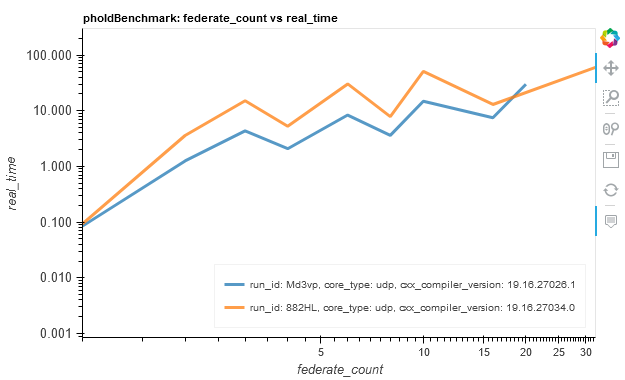 pholdBenchmark: federate_count vs real_time
100.000
10.000
1.000
0.100
0.010
0.001
real_time
run_id: Md3vp, core_type: udp, cxx_compiler_version: 19.16.27026.1
run_id: 882HL, core_type: udp, cxx_compiler_version: 19.16.27034.0
5 10 15 20 25 30
federate_count